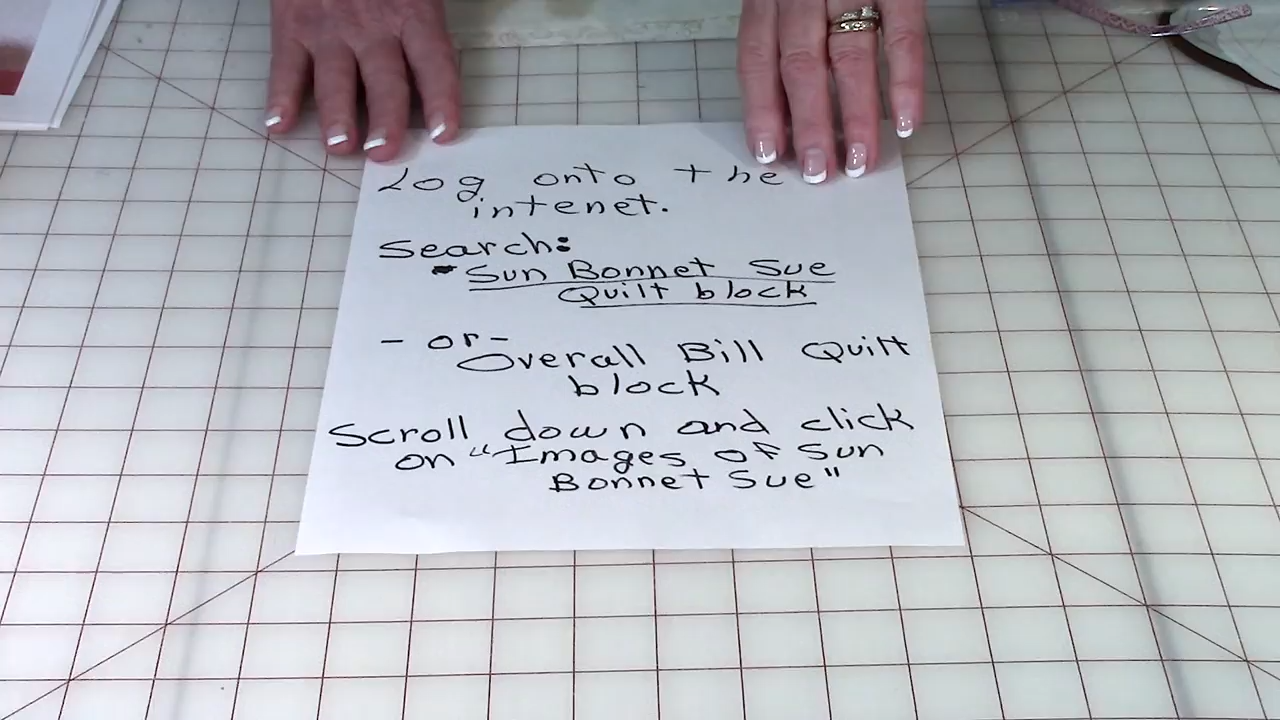 Log onto the
intenet.
Search:
- Sun Bonnet Sue
Quilt block
- or -
Overall Bill Quilt
block
Scroll down and click
on "Images of Sun
Bonnet Sue"